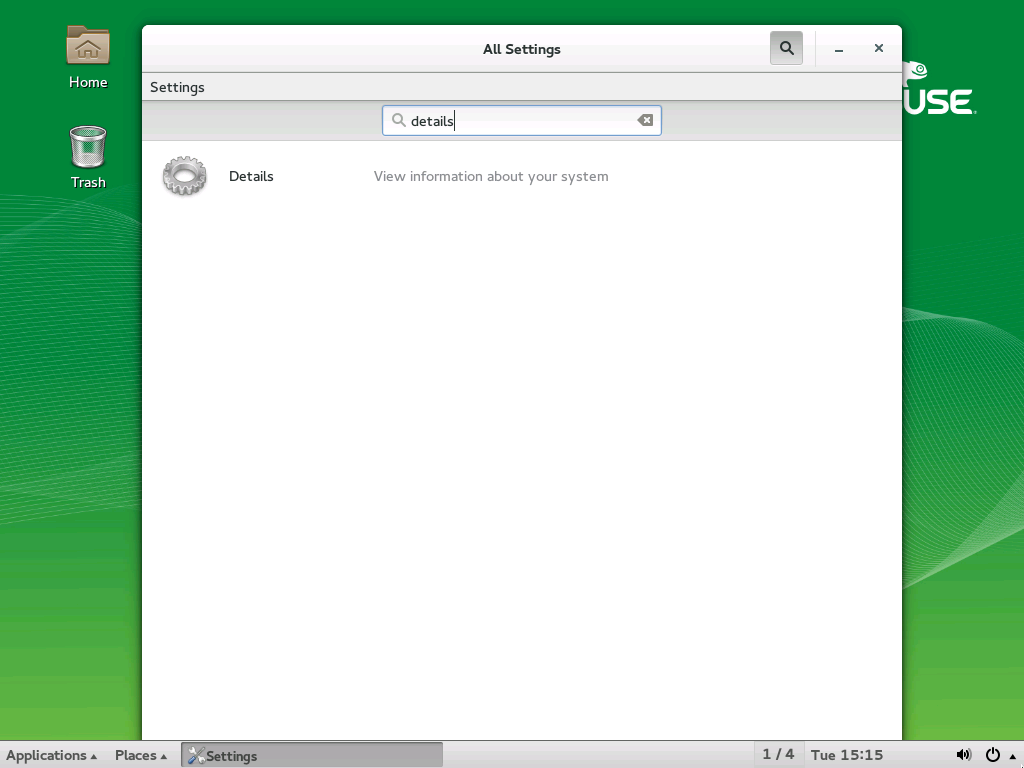 All Settings
Home
Settings
USE
details
Details View information about your system
Trash
Applications Places Settings 1 / 4 Tue 15:15